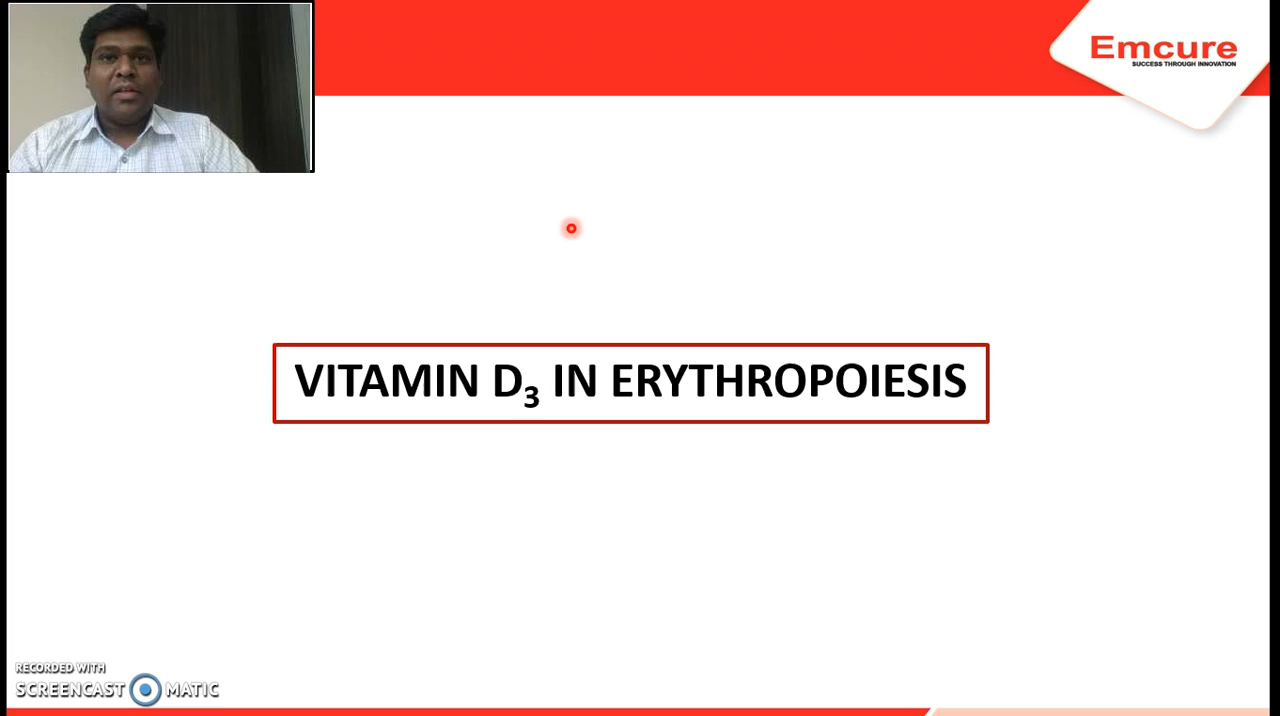 Emcure
SUCCESS THROUGH INNOVATION
VITAMIN D₃ IN ERYTHROPOIESIS
RECORDED WITH
SCREENCAST MATIC